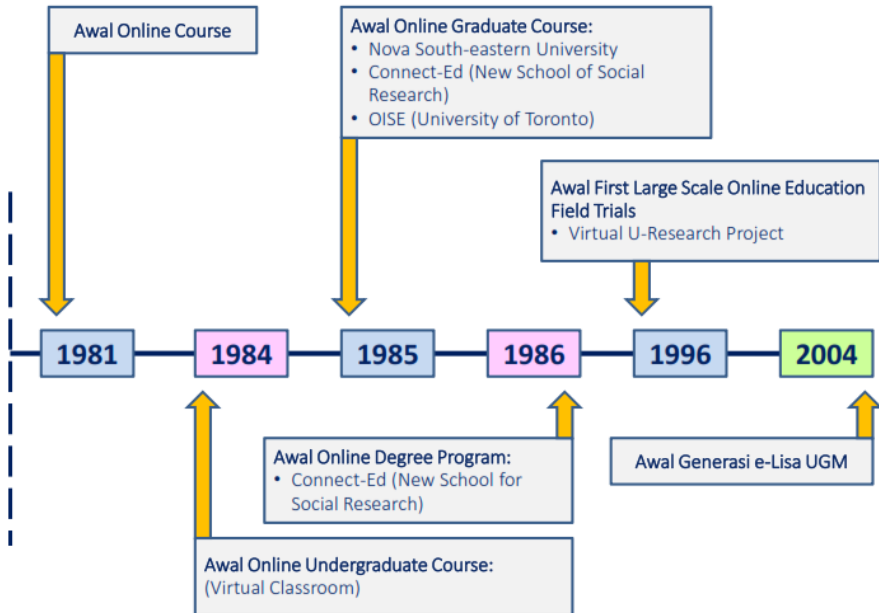 Awal Online Course
Awal Online Graduate Course:
• Nova South-eastern University
• Connect-Ed (New School of Social
Research)
• OISE (University of Toronto)
Awal First Large Scale Online Education
Field Trials
• Virtual U-Research Project
1981
1984
1985
1986
1996
2004
Awal Online Degree Program:
• Connect-Ed (New School for
Social Research)
Awal Generasi e-Lisa UGM
Awal Online Undergraduate Course:
(Virtual Classroom)